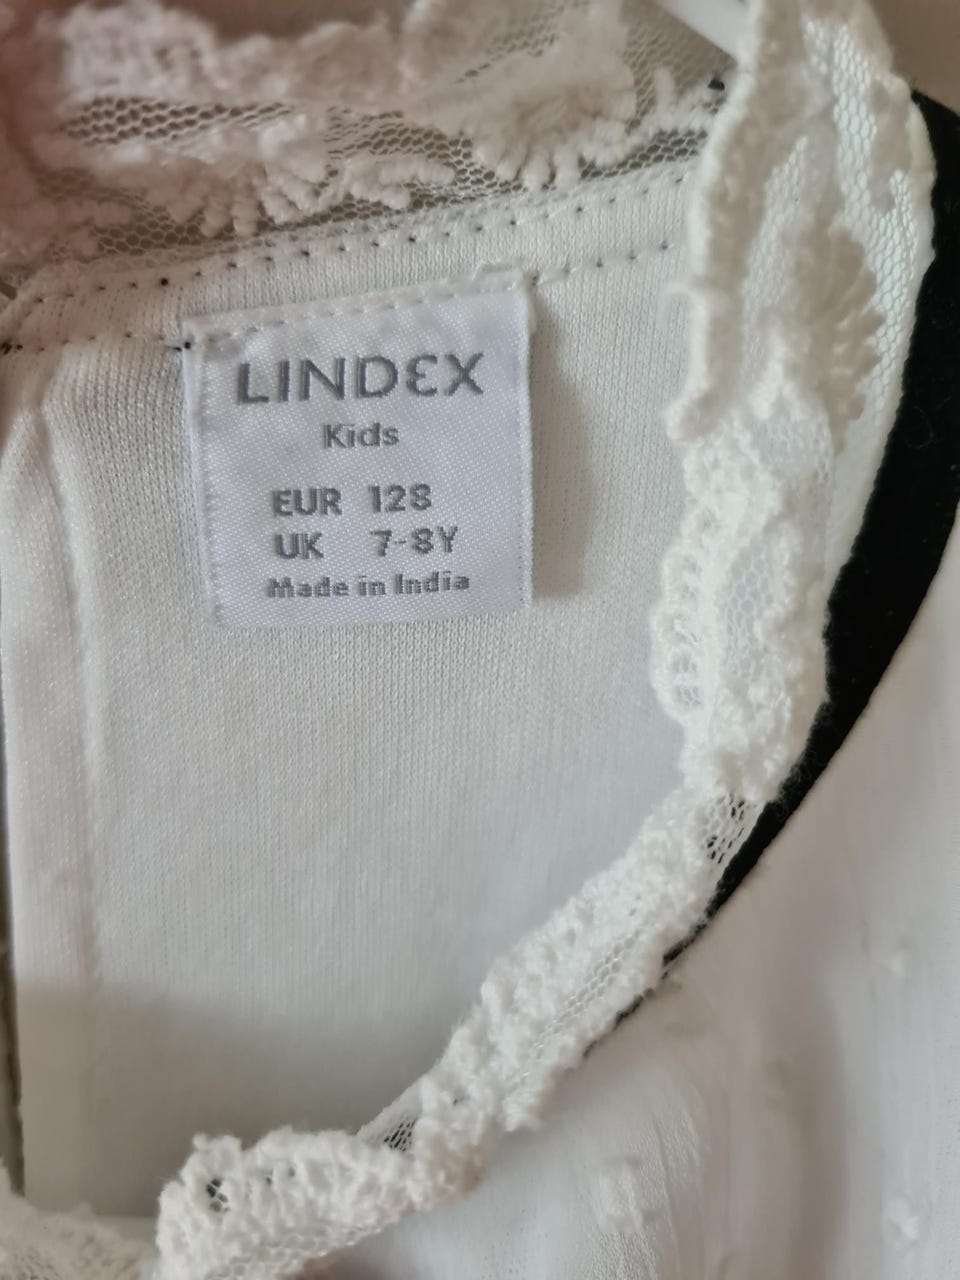 LINDEX
Kids
EUR 128
UK 7-8Y
Made in India